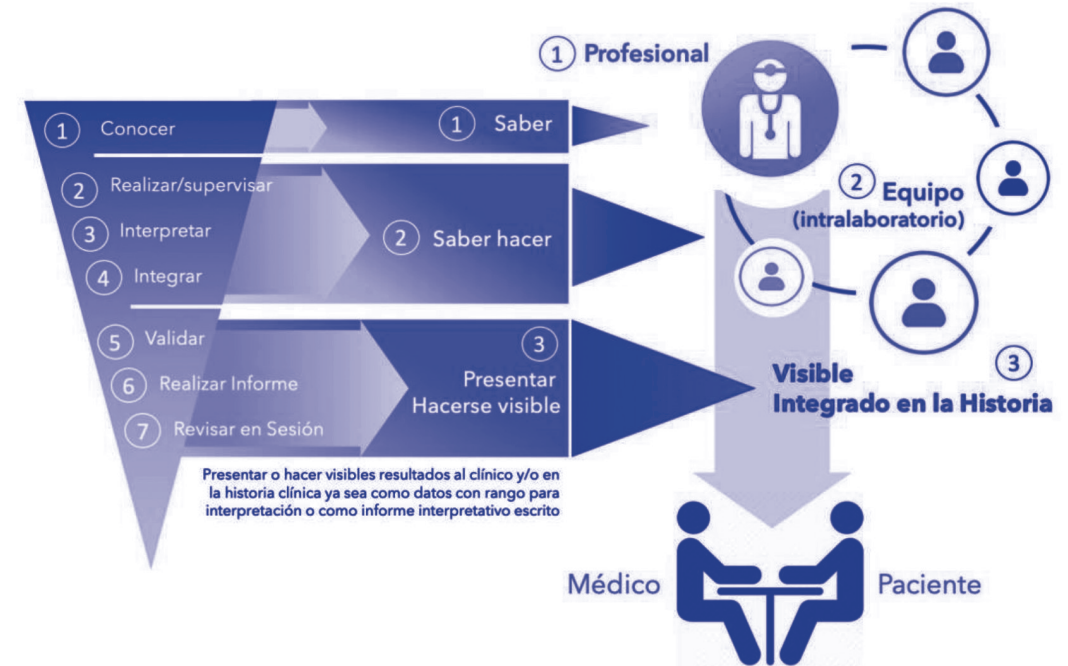 1 Conocer
2 Realizar/supervisar
3 Interpretar
4 Integrar
5 Validar
6 Realizar Informe
7 Revisar en Sesión
1 Saber
2 Saber hacer
3
Presentar
Hacerse visible
Presentar o hacer visibles resultados al clínico y/o en
la historia clínica ya sea como datos con rango para
interpretación o como informe interpretativo escrito
1 Profesional
2 Equipo
(intralaboratorio)
3
Visible
Integrado en la Historia
Médico
Paciente